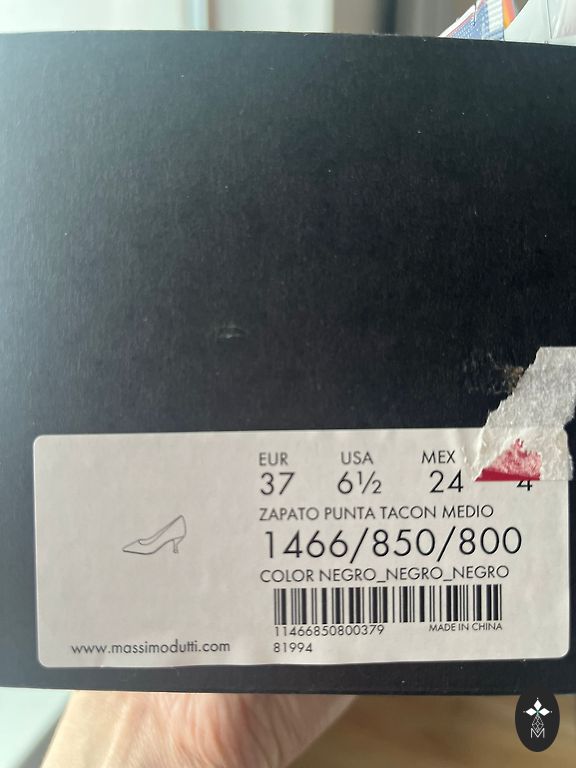 EUR USA MEX
37 6½ 24 4
ZAPATO PUNTA TACON MEDIO
1466/850/800
COLOR NEGRO_NEGRO_NEGRO
11466850800379 MADE IN CHINA
www.massimodutti.com 81994
M